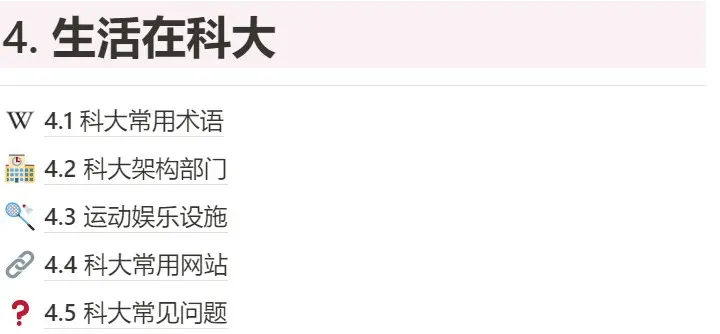 4. 生活在科大
4.1 科大常用术语
4.2 科大架构部门
4.3 运动娱乐设施
4.4 科大常用网站
4.5 科大常见问题